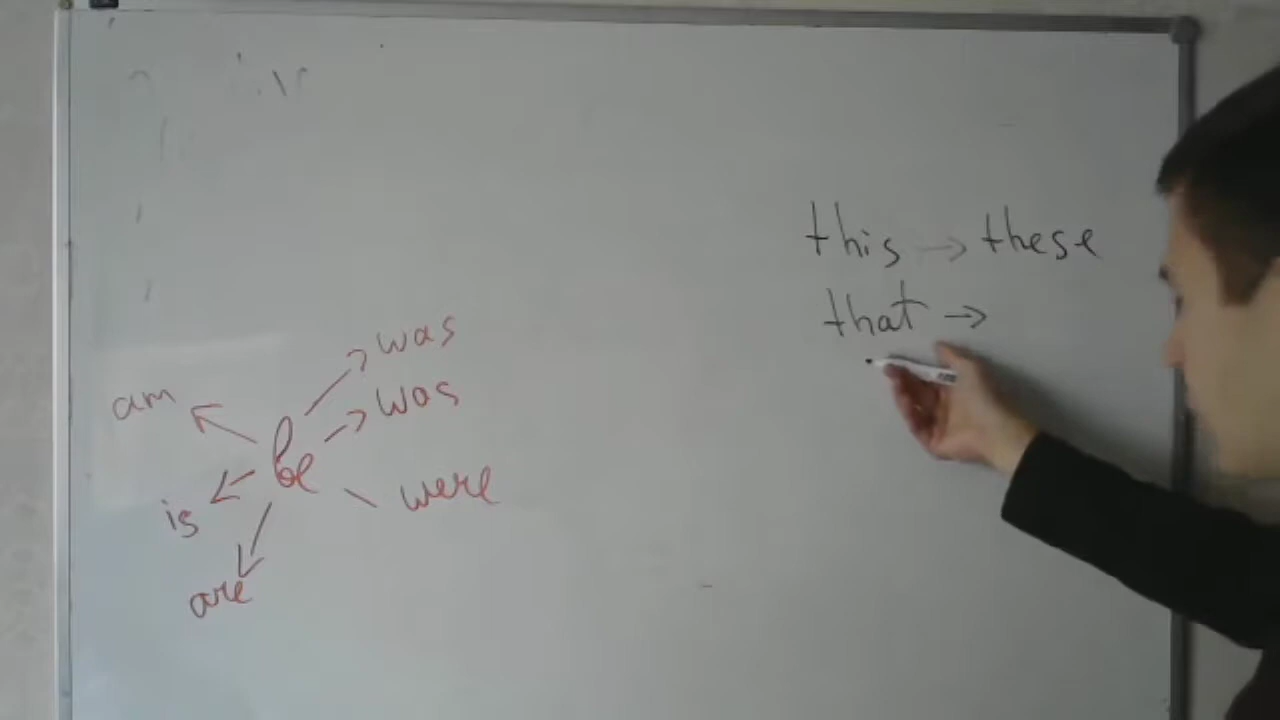 this → these
that →
was
am
was
be
were
is
are